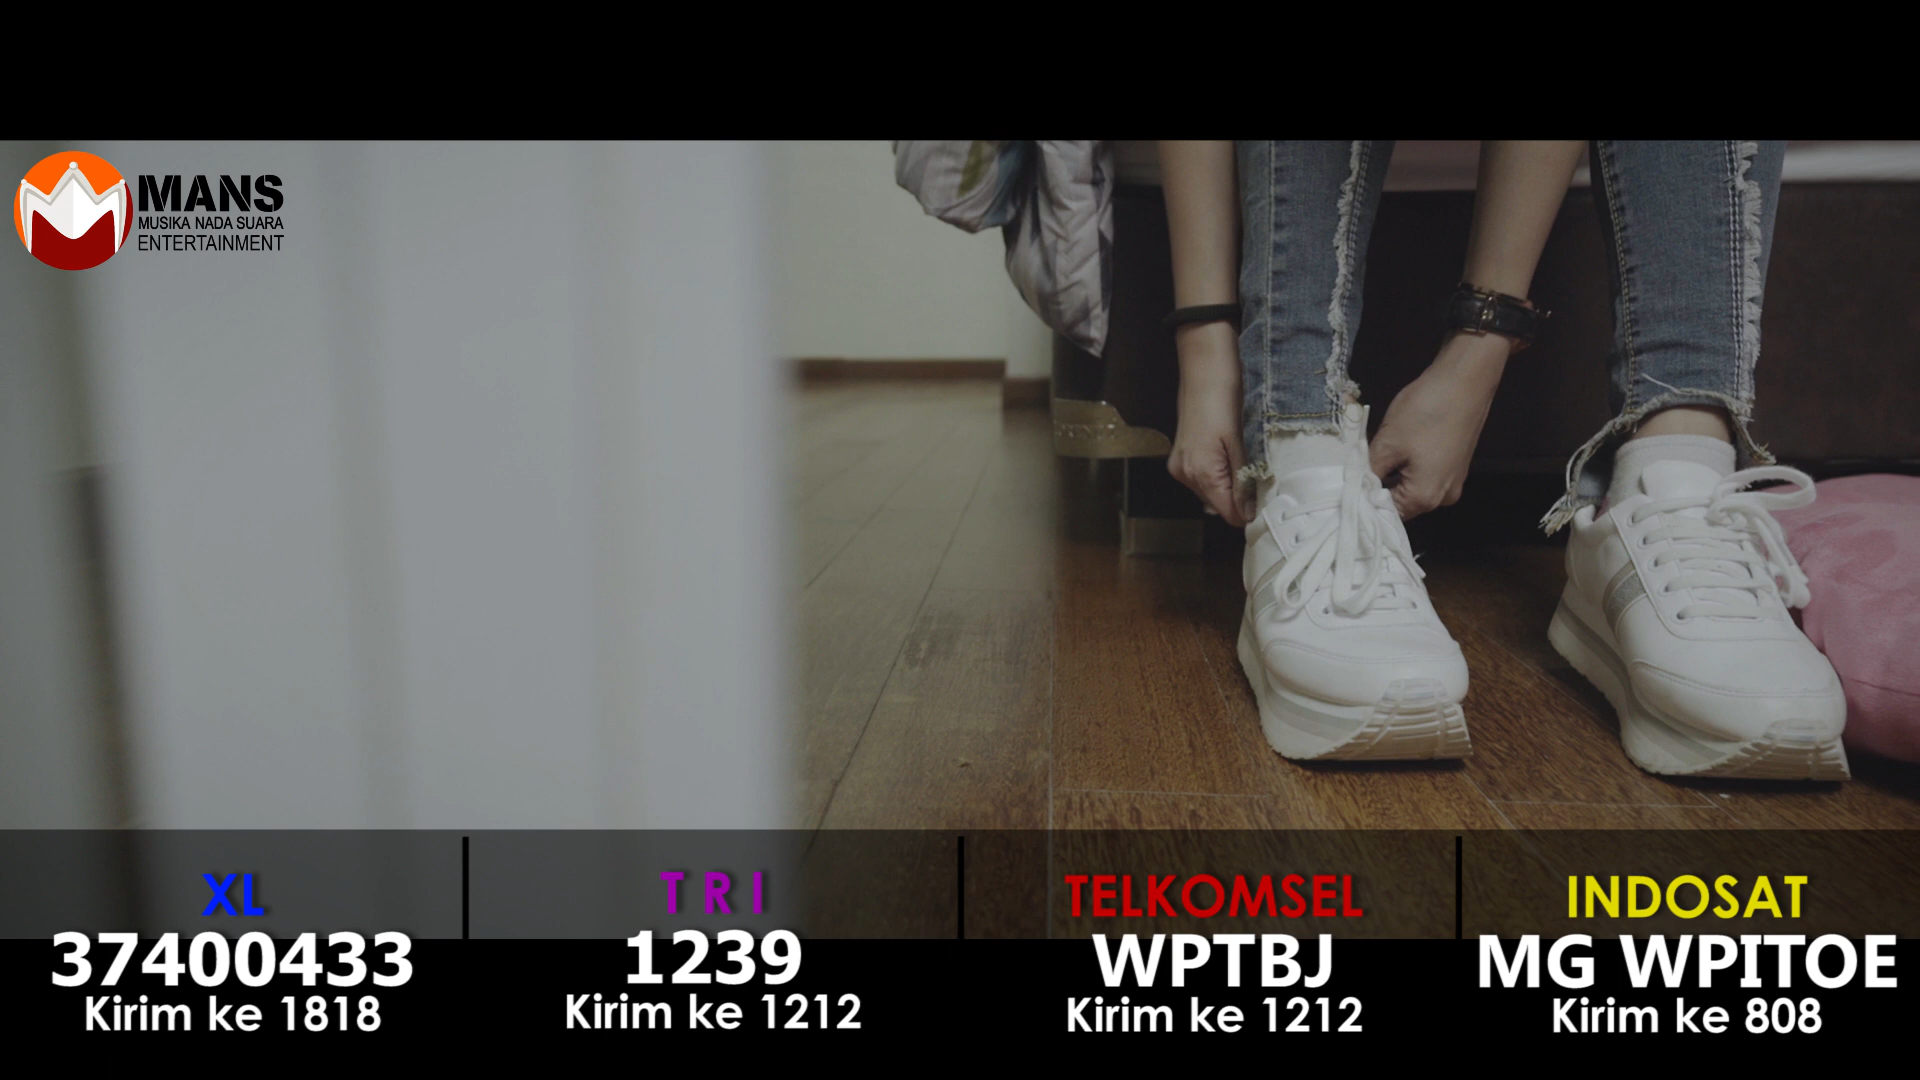 MANS
MUSIKA NADA SUARA
ENTERTAINMENT
XL
37400433
Kirim ke 1818
TRI
1239
Kirim ke 1212
TELKOMSEL
WPTBJ
Kirim ke 1212
INDOSAT
MG WPITOE
Kirim ke 808